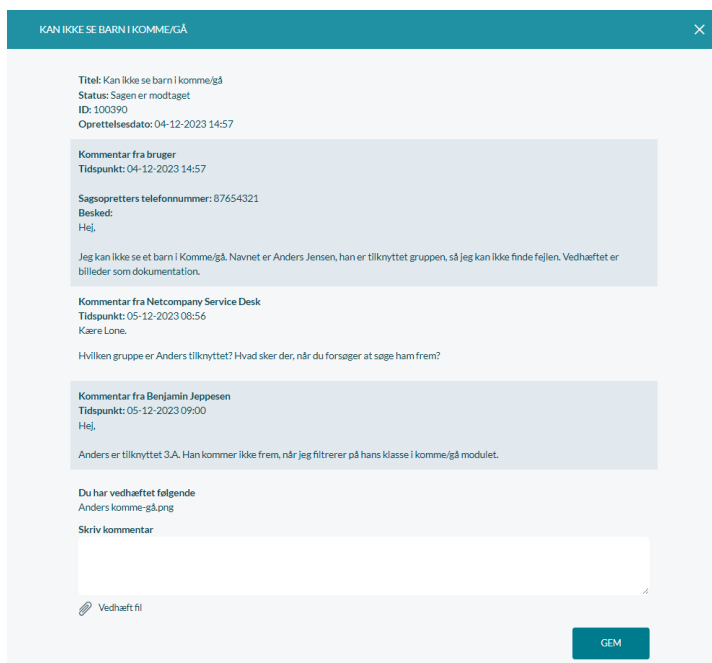 KAN IKKE SE BARN I KOMME/GÅ
Titel: Kan ikke se barn i komme/gå
Status: Sagen er modtaget
ID: 100390
Oprettelsesdato: 04-12-2023 14:57
Kommentar fra bruger
Tidspunkt: 04-12-2023 14:57
Sagsopretters telefonnummer: 87654321
Besked:
Hej,
Jeg kan ikke se et barn i Komme/gå. Navnet er Anders Jensen, han er tilknyttet gruppen, så jeg kan ikke finde fejlen. Vedhæftet er
billeder som dokumentation.
Kommentar fra Netcompany Service Desk
Tidspunkt: 05-12-2023 08:56
Kære Lone.
Hvilken gruppe er Anders tilknyttet? Hvad sker der, når du forsøger at søge ham frem?
Kommentar fra Benjamin Jeppesen
Tidspunkt: 05-12-2023 09:00
Hej,
Anders er tilknyttet 3.A. Han kommer ikke frem, når jeg filtrerer på hans klasse i komme/gå modulet.
Du har vedhæftet følgende
Anders komme-gå.png
Skriv kommentar
Vedhæft fil
GEM